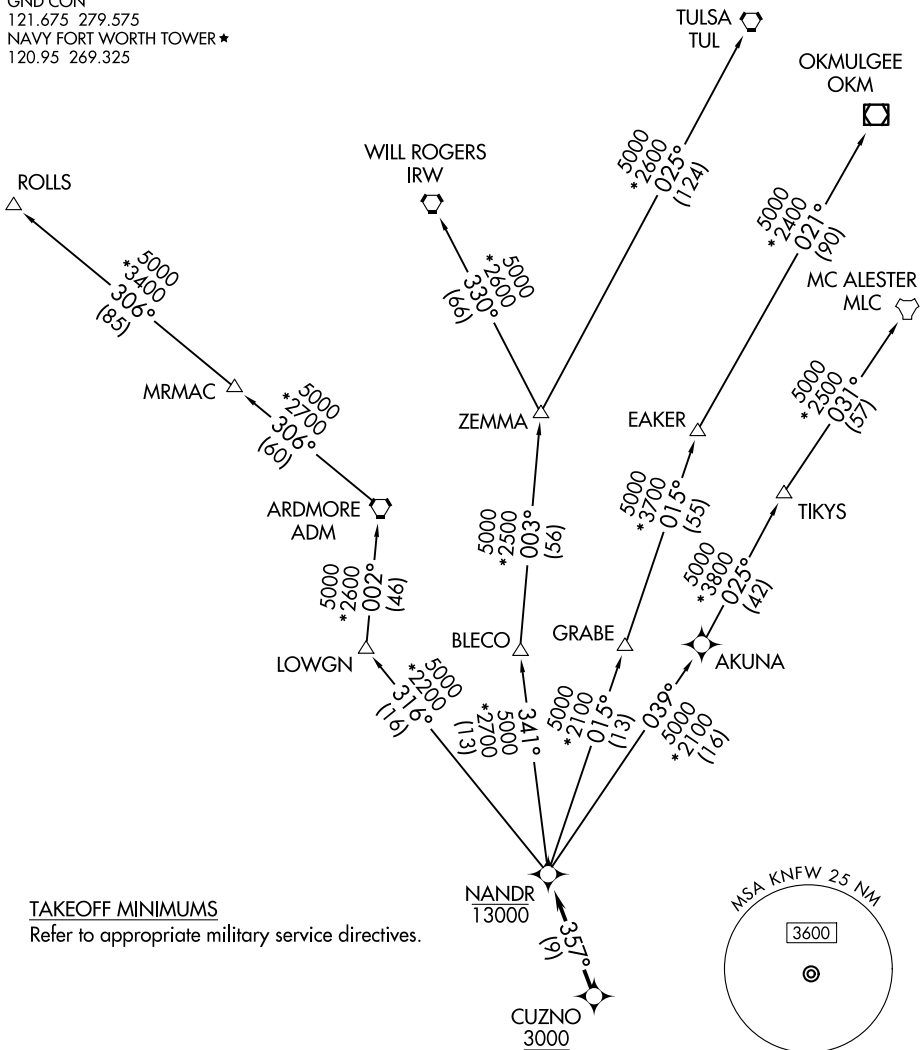 GND CON
121.675 279.575
NAVY FORT WORTH TOWER ★
120.95 269.325
TULSA
TUL
OKMULGEE
OKM
5000
*2600
025°
(124)
WILL ROGERS
IRW
ROLLS
5000
*2400
021°
(90)
5000
*3400
306°
(85)
5000
*2600
330°
(66)
MC ALESTER
MLC
MRMAC
5000
*2700
306°
(60)
ZEMMA
EAKER
5000
*2500
031°
(57)
ARDMORE
ADM
5000
*2500
003°
(56)
5000
*3700
015°
(55)
TIKYS
5000
*2600
002°
(46)
5000
*3800
025°
(42)
LOWGN
BLECO
GRABE
AKUNA
5000
*2200
316°
(16)
341°
5000
*2700
(13)
5000
*2100
015°
(13)
039°
5000
*2100
(16)
NANDR
13000
357°
(9)
CUZNO
3000
TAKEOFF MINIMUMS
Refer to appropriate military service directives.
MSA KNFW 25 NM
3600